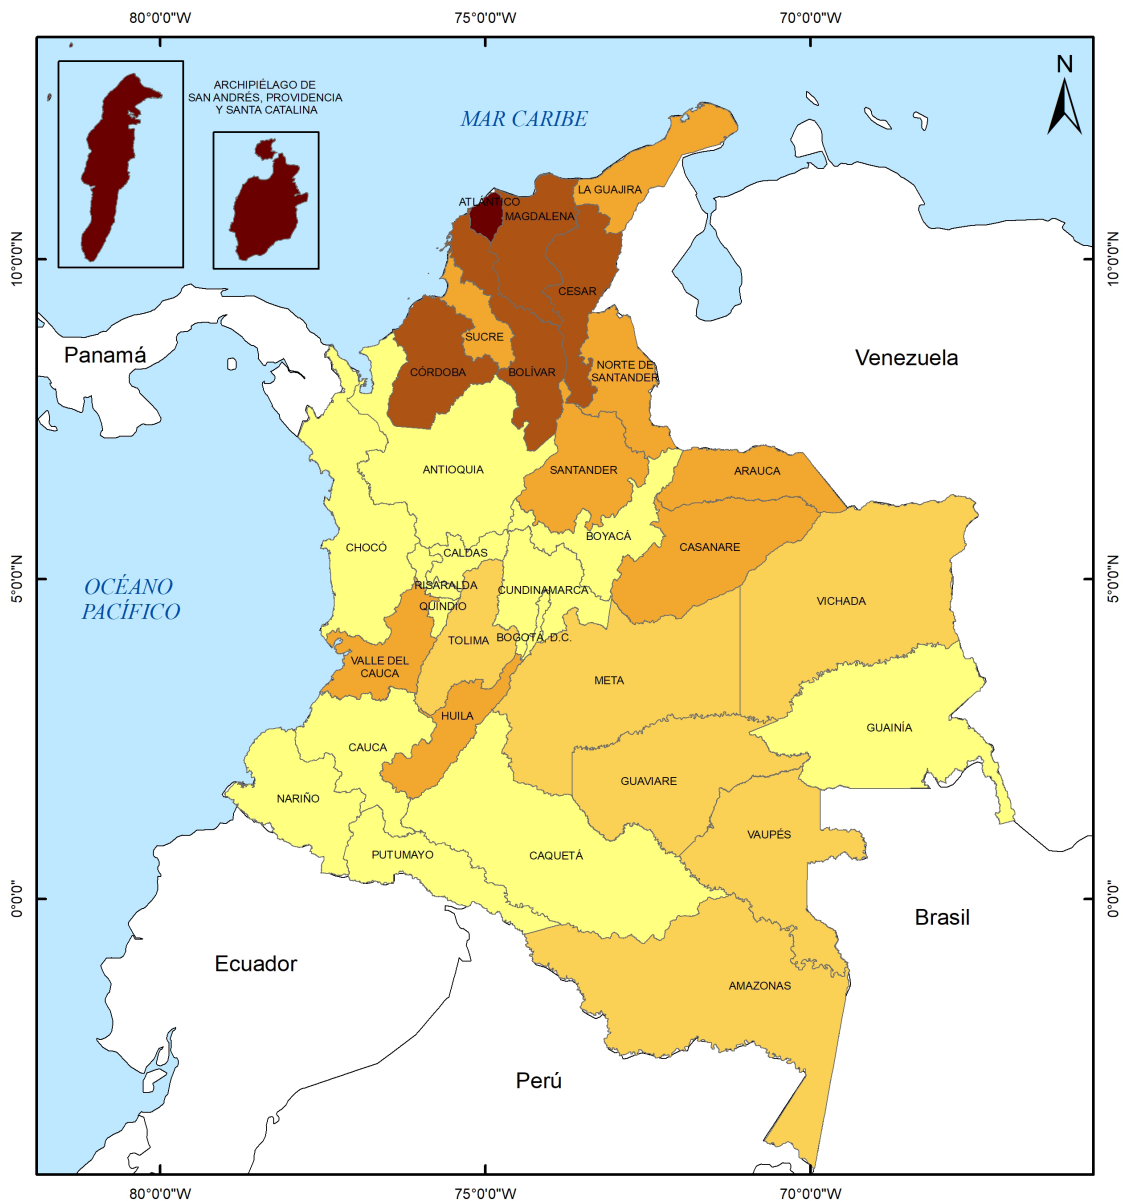 80°0'0"W
75°0'0"W
70°0'0"W
N
ARCHIPIÉLAGO DE
SAN ANDRÉS, PROVIDENCIA
Y SANTA CATALINA
MAR CARIBE
LA GUAJIRA
ATLÁNTICO
MAGDALENA
10°0'0"N
10°0'0"N
CESAR
SUCRE
Panamá
Venezuela
CÓRDOBA
BOLÍVAR
NORTE DE
SANTANDER
ANTIOQUIA
SANTANDER
ARAUCA
BOYACÁ
CHOCÓ
CALDAS
CASANARE
5°0'0"N
5°0'0"N
OCÉANO
PACÍFICO
RISARALDA
CUNDINAMARCA
QUINDÍO
VICHADA
TOLIMA
BOGOTÁ, D.C.
VALLE DEL
CAUCA
META
HUILA
GUAINÍA
CAUCA
GUAVIARE
NARIÑO
VAUPÉS
PUTUMAYO
CAQUETÁ
0°0'0"
0°0'0"
Brasil
Ecuador
AMAZONAS
Perú
80°0'0"W
75°0'0"W
70°0'0"W